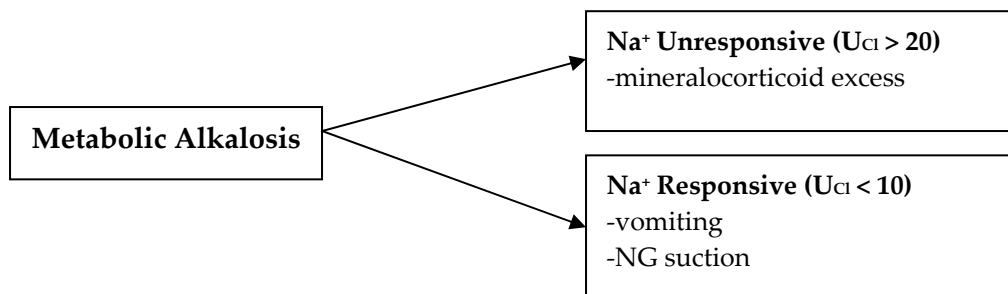 Metabolic Alkalosis
Na⁺ Unresponsive (UCl > 20)
-mineralocorticoid excess
Na⁺ Responsive (UCl < 10)
-vomiting
-NG suction